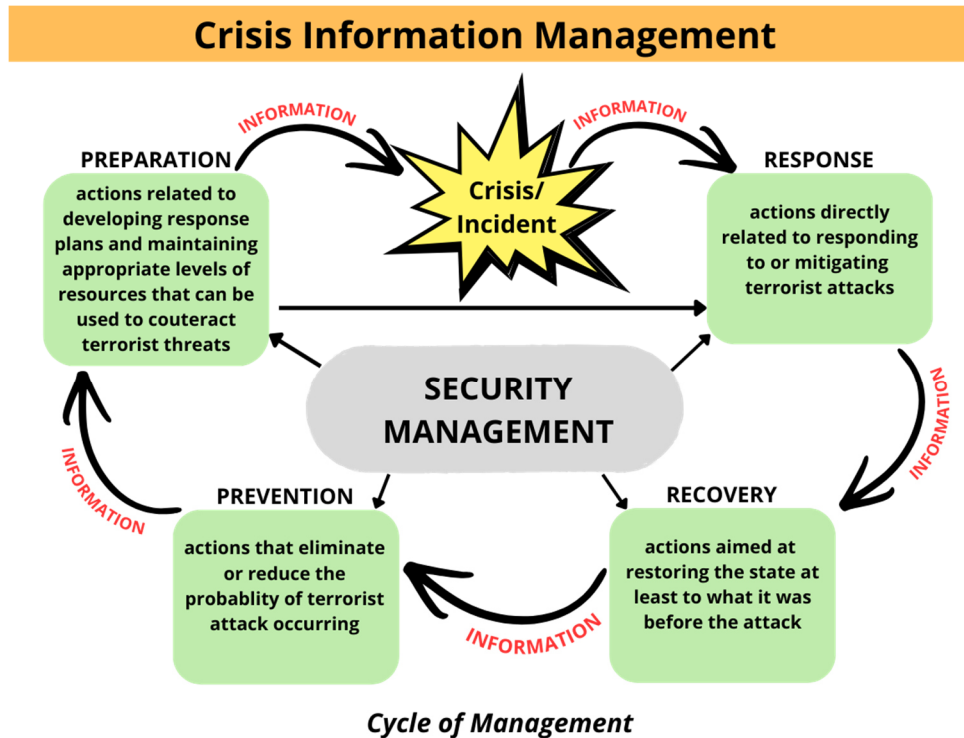 Crisis Information Management
INFORMATION
INFORMATION
PREPARATION
actions related to
developing response
plans and maintaining
appropriate levels of
resources that can be
used to couteract
terrorist threats
Crisis/
Incident
RESPONSE
actions directly
related to responding
to or mitigating
terrorist attacks
SECURITY
MANAGEMENT
INFORMATION
INFORMATION
PREVENTION
actions that eliminate
or reduce the
probablity of terrorist
attack occurring
RECOVERY
actions aimed at
restoring the state at
least to what it was
before the attack
INFORMATION
Cycle of Management